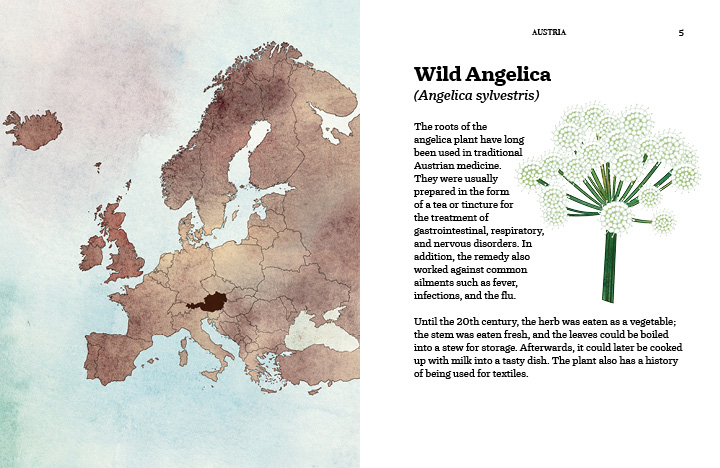 AUSTRIA
5
Wild Angelica
(Angelica sylvestris)
The roots of the
angelica plant have long
been used in traditional
Austrian medicine.
They were usually
prepared in the form
of a tea or tincture for
the treatment of
gastrointestinal, respiratory,
and nervous disorders. In
addition, the remedy also
worked against common
ailments such as fever,
infections, and the flu.
Until the 20th century, the herb was eaten as a vegetable;
the stem was eaten fresh, and the leaves could be boiled
into a stew for storage. Afterwards, it could later be cooked
up with milk into a tasty dish. The plant also has a history
of being used for textiles.